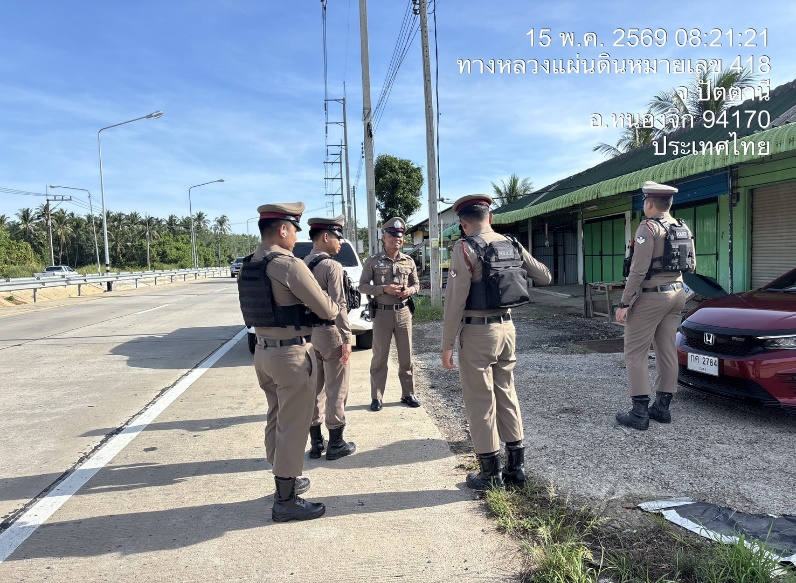 15 พ.ค. 2569 08:21:21
ทางหลวงแผ่นดินหมายเลข 418
จ.ปัตตานี
อ.หนองจิก 94170
ประเทศไทย